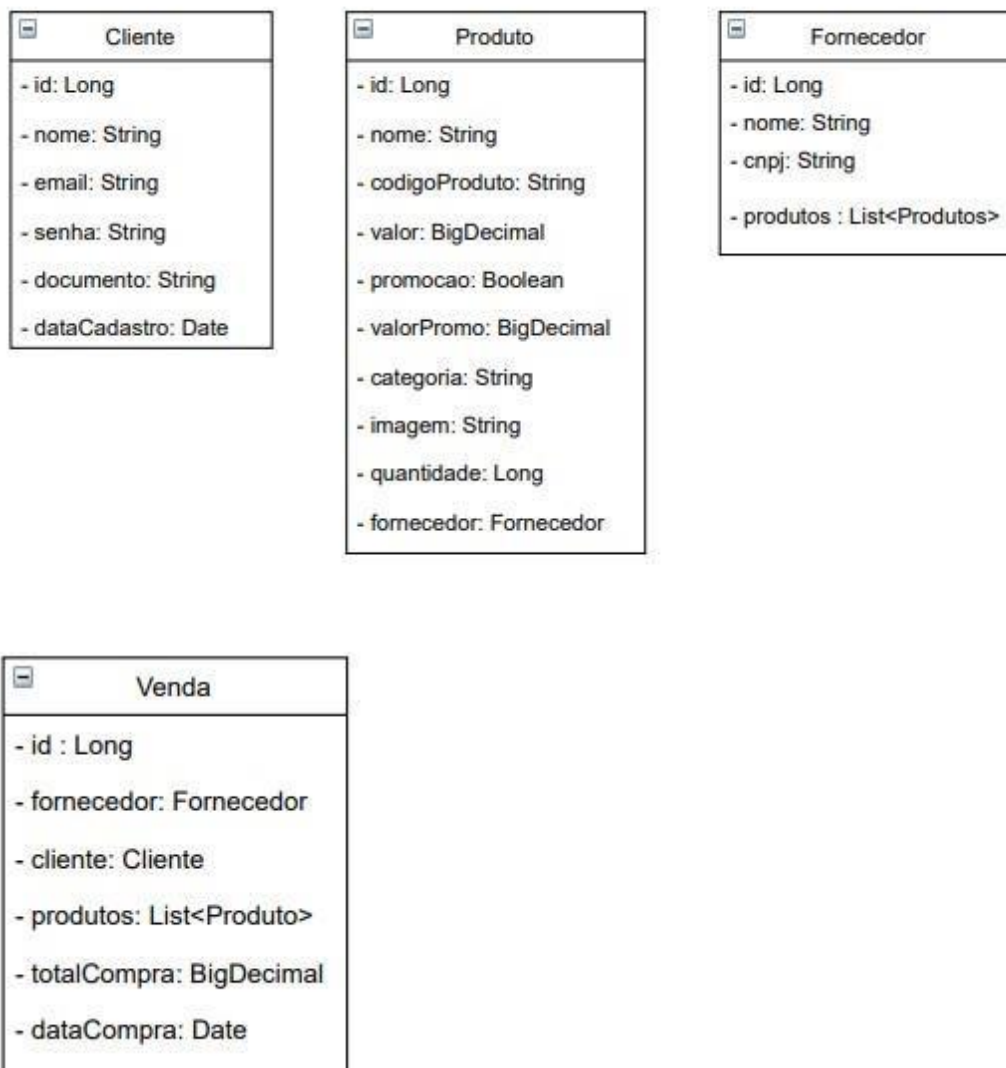 Cliente
- id: Long
- nome: String
- email: String
- senha: String
- documento: String
- dataCadastro: Date
Produto
- id: Long
- nome: String
- codigoProduto: String
- valor: BigDecimal
- promocao: Boolean
- valorPromo: BigDecimal
- categoria: String
- imagem: String
- quantidade: Long
- fornecedor: Fornecedor
Fornecedor
- id: Long
- nome: String
- cnpj: String
- produtos : List<Produtos>
Venda
- id : Long
- fornecedor: Fornecedor
- cliente: Cliente
- produtos: List<Produto>
- totalCompra: BigDecimal
- dataCompra: Date